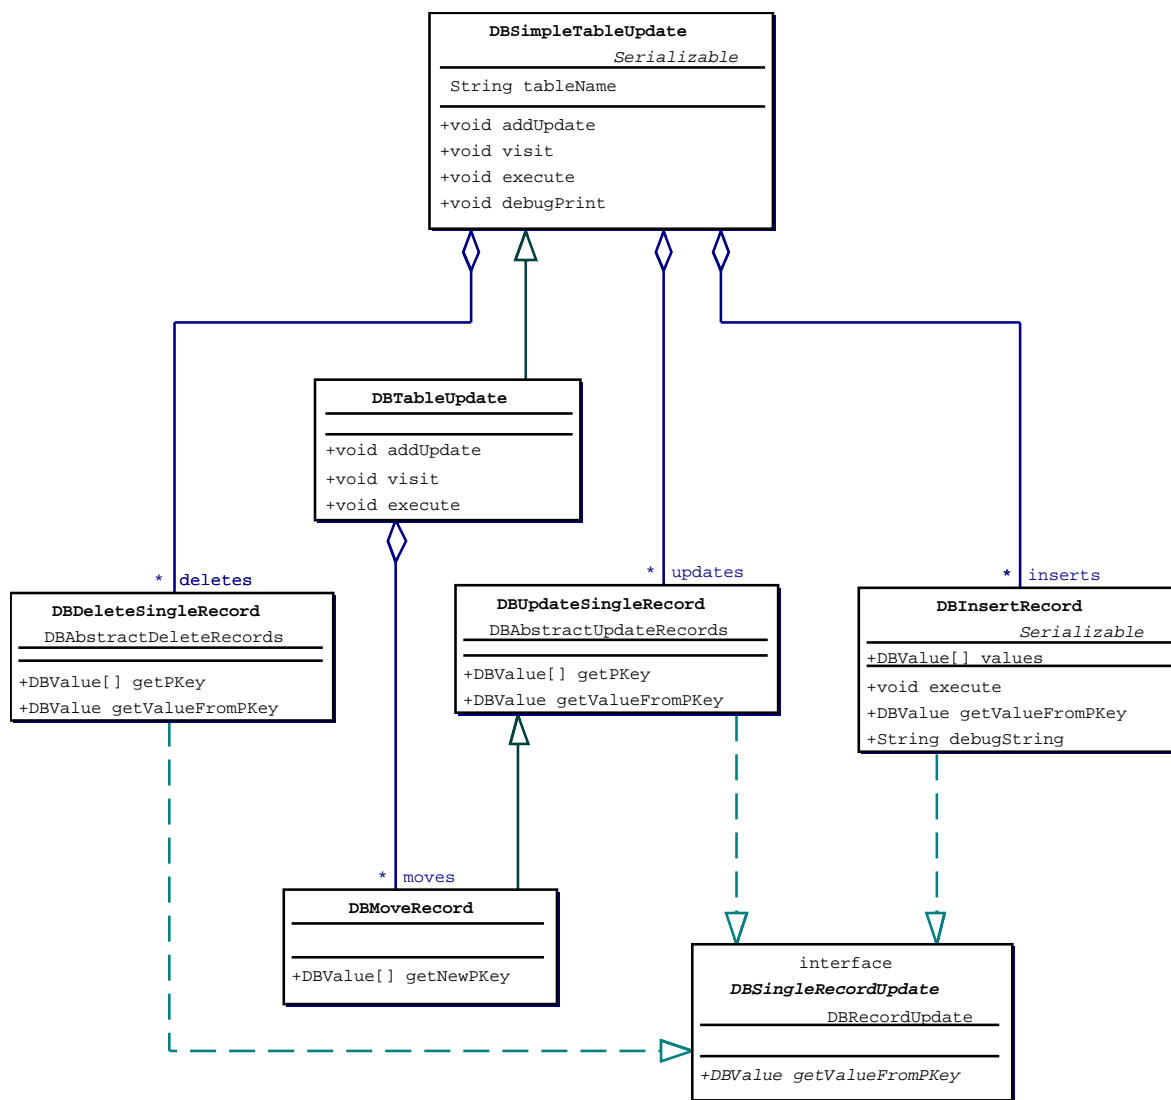 DBSimpleTableUpdate
Serializable
String tableName
+void addUpdate
+void visit
+void execute
+void debugPrint
DBTableUpdate
+void addUpdate
+void visit
+void execute
* deletes
* updates
* inserts
DBDeleteSingleRecord
DBAbstractDeleteRecords
+DBValue[] getPKey
+DBValue getValueFromPKey
DBUpdateSingleRecord
DBAbstractUpdateRecords
+DBValue[] getPKey
+DBValue getValueFromPKey
DBInsertRecord
Serializable
+DBValue[] values
+void execute
+DBValue getValueFromPKey
+String debugString
* moves
DBMoveRecord
+DBValue[] getNewPKey
interface
DBSingleRecordUpdate
DBRecordUpdate
+DBValue getValueFromPKey